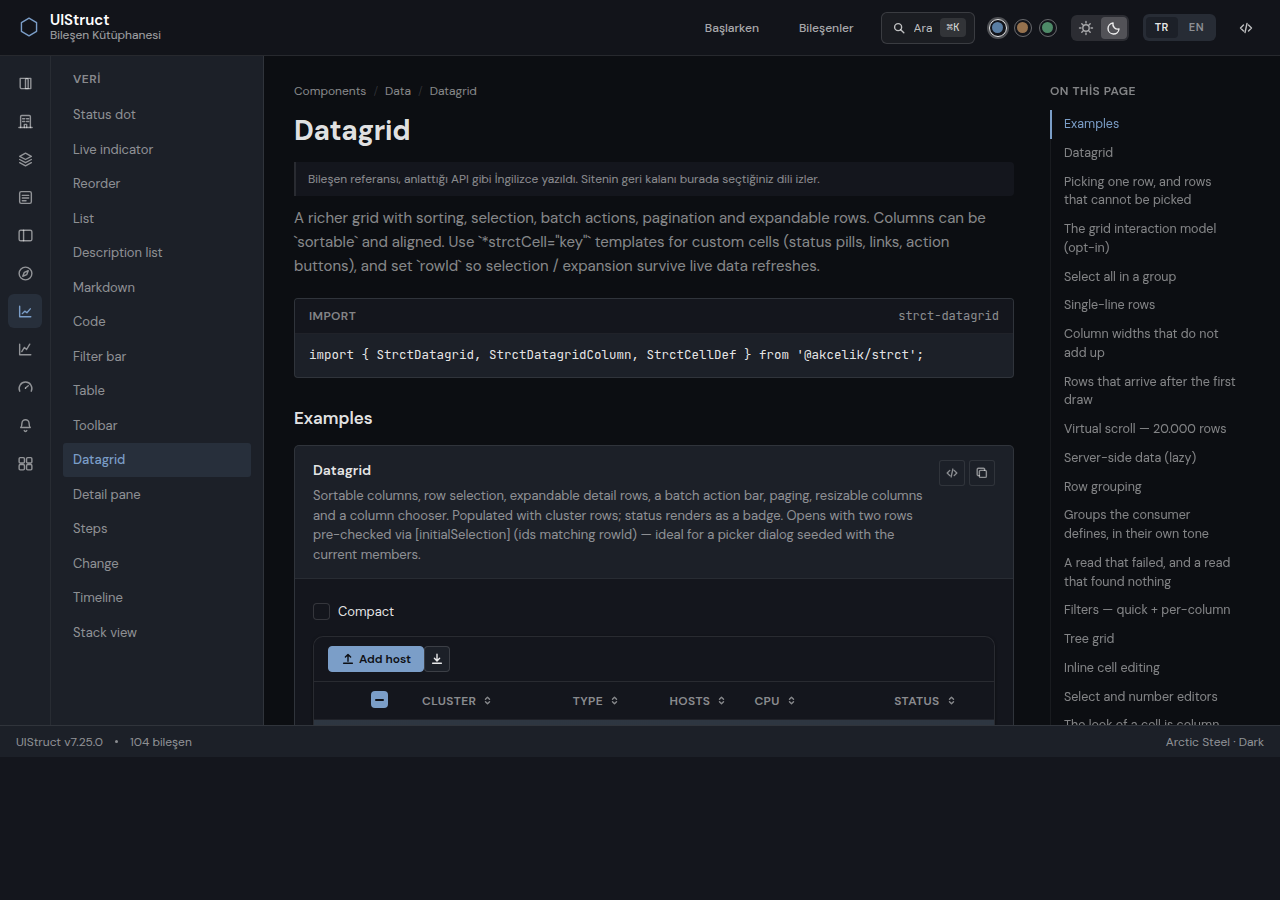 UIStruct
Bileşen Kütüphanesi
Başlarken
Bileşenler
Ara ⌘K
TR EN
VERİ
Status dot
Live indicator
Reorder
List
Description list
Markdown
Code
Filter bar
Table
Toolbar
Datagrid
Detail pane
Steps
Change
Timeline
Stack view
Components / Data / Datagrid
Datagrid
Bileşen referansı, anlattığı API gibi İngilizce yazıldı. Sitenin geri kalanı burada seçtiğiniz dili izler.
A richer grid with sorting, selection, batch actions, pagination and expandable rows. Columns can be
`sortable` and aligned. Use `*strctCell="key"` templates for custom cells (status pills, links, action
buttons), and set `rowId` so selection / expansion survive live data refreshes.
IMPORT
strct-datagrid
import { StrctDatagrid, StrctDatagridColumn, StrctCellDef } from '@akcelik/strct';
Examples
Datagrid
Sortable columns, row selection, expandable detail rows, a batch action bar, paging, resizable columns
and a column chooser. Populated with cluster rows; status renders as a badge. Opens with two rows
pre-checked via [initialSelection] (ids matching rowId) — ideal for a picker dialog seeded with the
current members.
Compact
Add host
CLUSTER TYPE HOSTS CPU STATUS
ON THİS PAGE
Examples
Datagrid
Picking one row, and rows
that cannot be picked
The grid interaction model
(opt-in)
Select all in a group
Single-line rows
Column widths that do not
add up
Rows that arrive after the first
draw
Virtual scroll — 20.000 rows
Server-side data (lazy)
Row grouping
Groups the consumer
defines, in their own tone
A read that failed, and a read
that found nothing
Filters — quick + per-column
Tree grid
Inline cell editing
Select and number editors
The look of a cell is column
UIStruct v7.25.0 • 104 bileşen
Arctic Steel · Dark